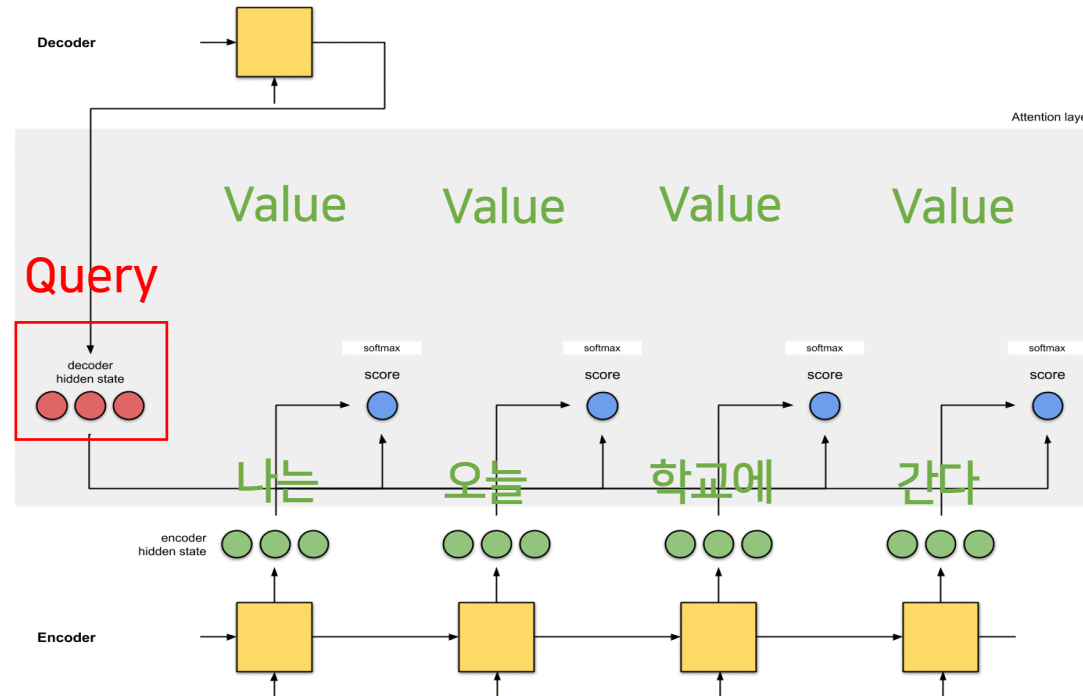 Decoder
Attention laye
Value Value Value Value
Query
decoder
hidden state
softmax softmax softmax softmax
score score score score
나는 오늘 학교에 간다
encoder
hidden state
Encoder